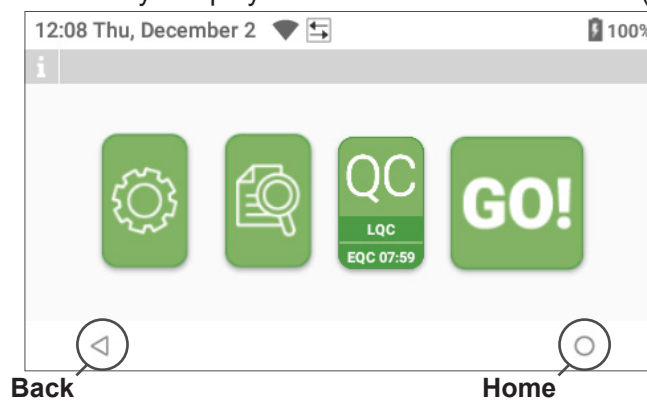 12:08 Thu, December 2 100%
i
QC
GO!
LQC
EQC 07:59
Back Home